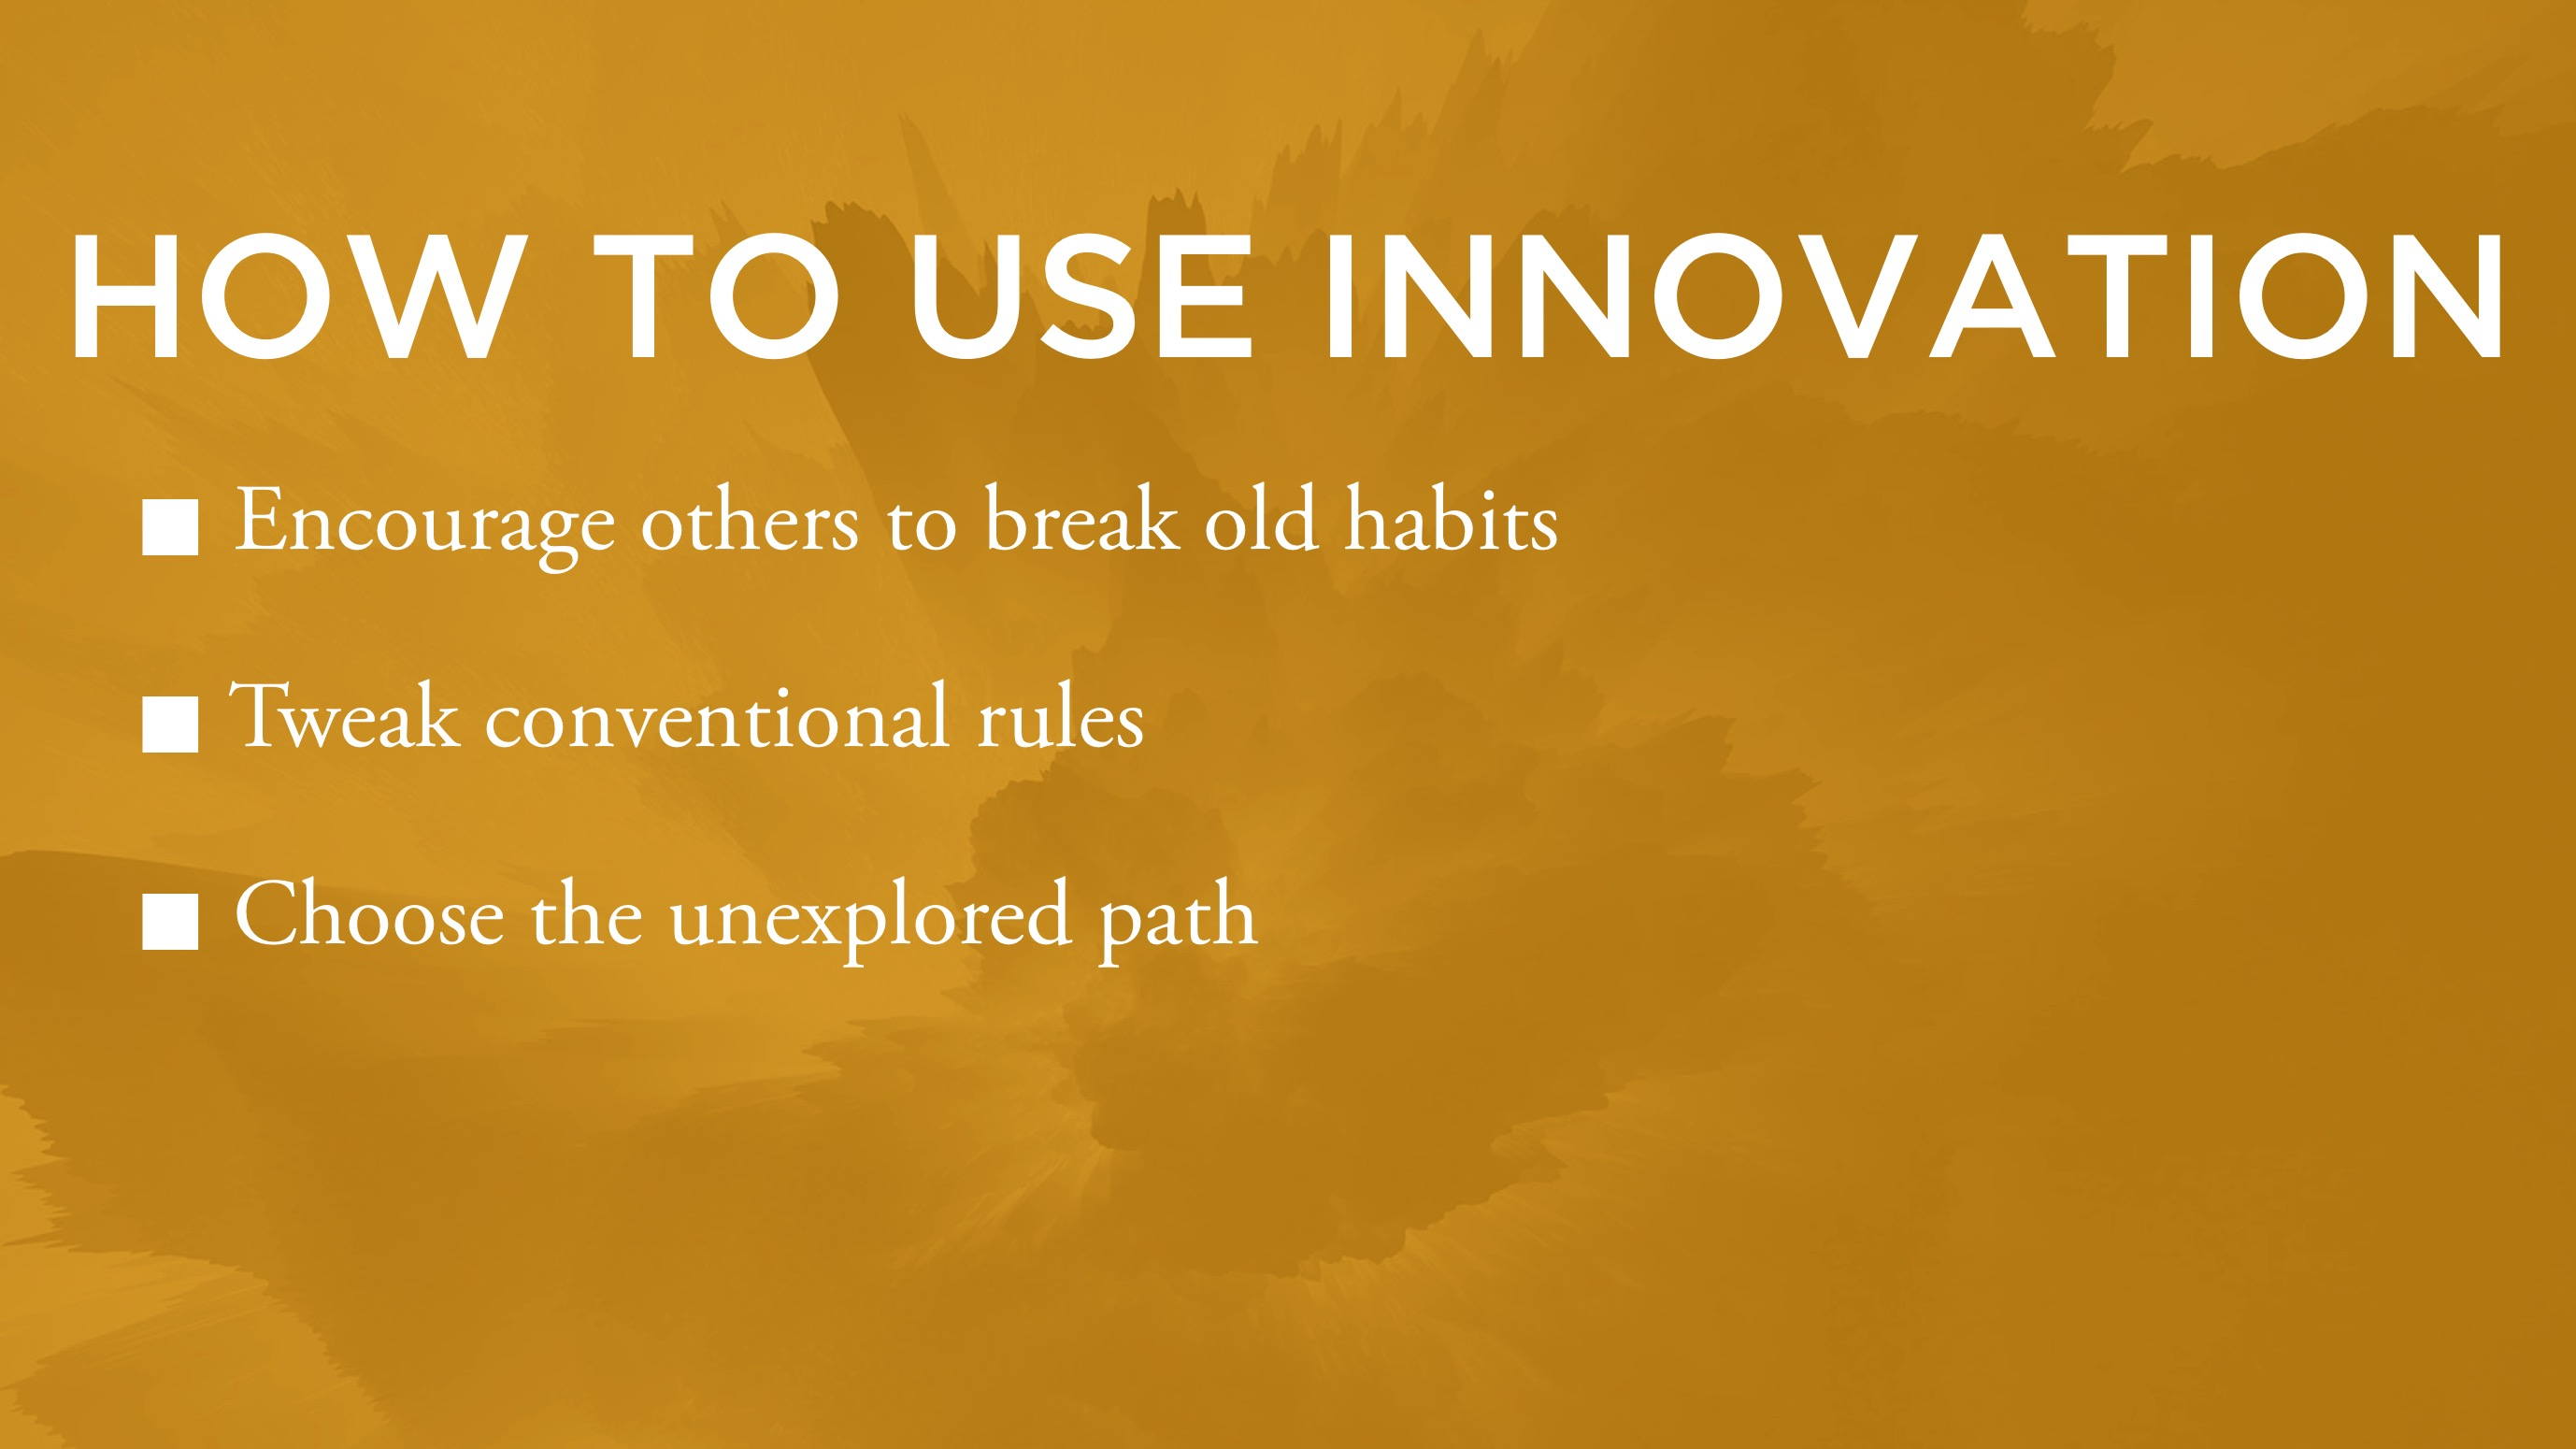 HOW TO USE INNOVATION
■ Encourage others to break old habits
■ Tweak conventional rules
■ Choose the unexplored path